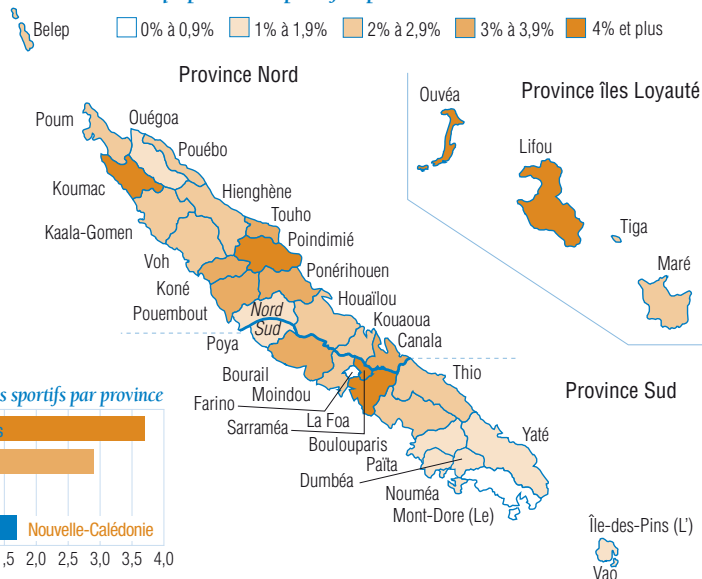 Belep
0% à 0,9%
1% à 1,9%
2% à 2,9%
3% à 3,9%
4% et plus
Province Nord
Province îles Loyauté
Ouvéa
Lifou
Tiga
Maré
Poum
Ouégoa
Pouébo
Koumac
Hienghène
Touho
Kaala-Gomen
Poindimié
Voh
Ponérihouen
Koné
Houaïlou
Pouembout
Nord
Kouaoua
Sud
Canala
Poya
Thio
Bourail
Moindou
Farino
La Foa
Sarraméa
Boulouparis
Province Sud
Yaté
Païta
Dumbéa
Nouméa
Mont-Dore (Le)
Île-des-Pins (L')
Vao
sportifs par province
Nouvelle-Calédonie
,5 2,0 2,5 3,0 3,5 4,0